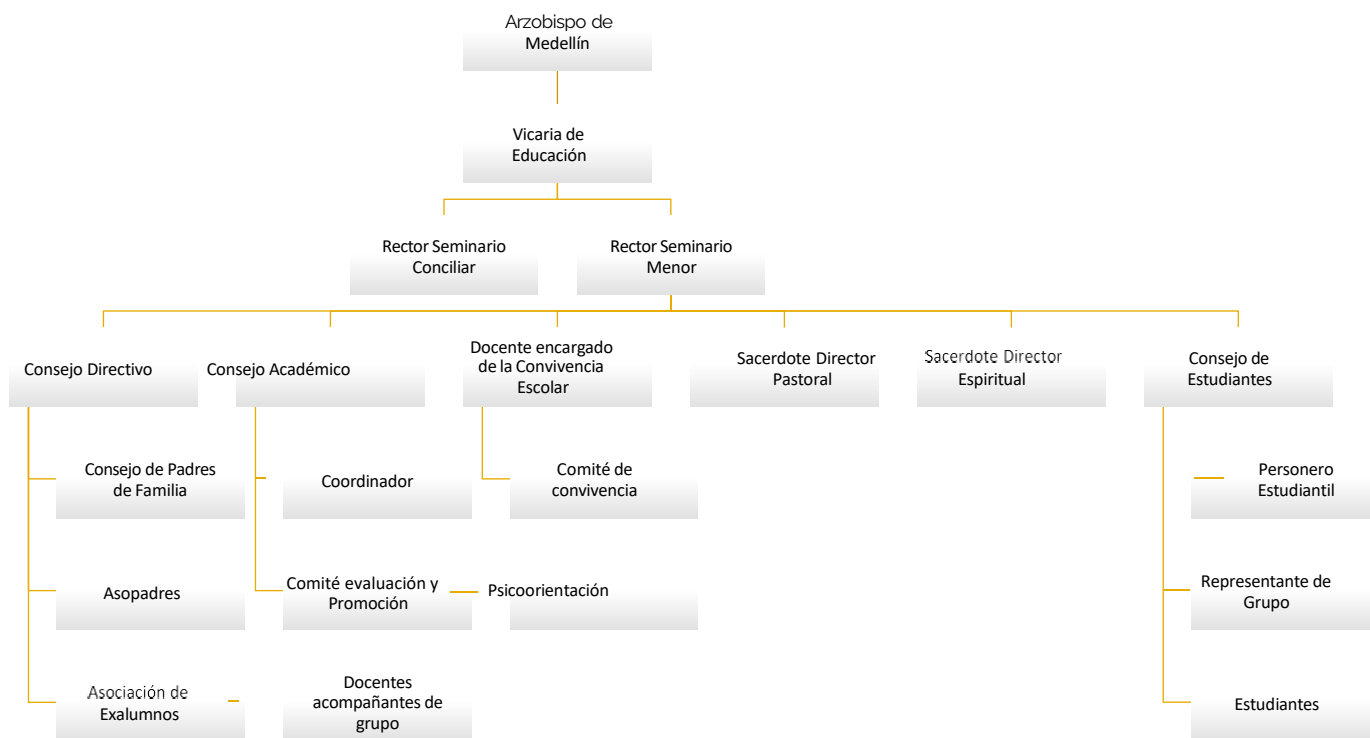 Arzobispo de
Medellín
Vicaria de
Educación
Rector Seminario
Conciliar
Rector Seminario
Menor
Consejo Directivo
Consejo Académico
Docente encargado
de la Convivencia
Escolar
Sacerdote Director
Pastoral
Sacerdote Director
Espiritual
Consejo de
Estudiantes
Consejo de Padres
de Familia
Coordinador
Comité de
convivencia
Personero
Estudiantil
Asopadres
Comité evaluación y
Promoción
Psicoorientación
Representante de
Grupo
Asociación de
Exalumnos
Docentes
acompañantes de
grupo
Estudiantes